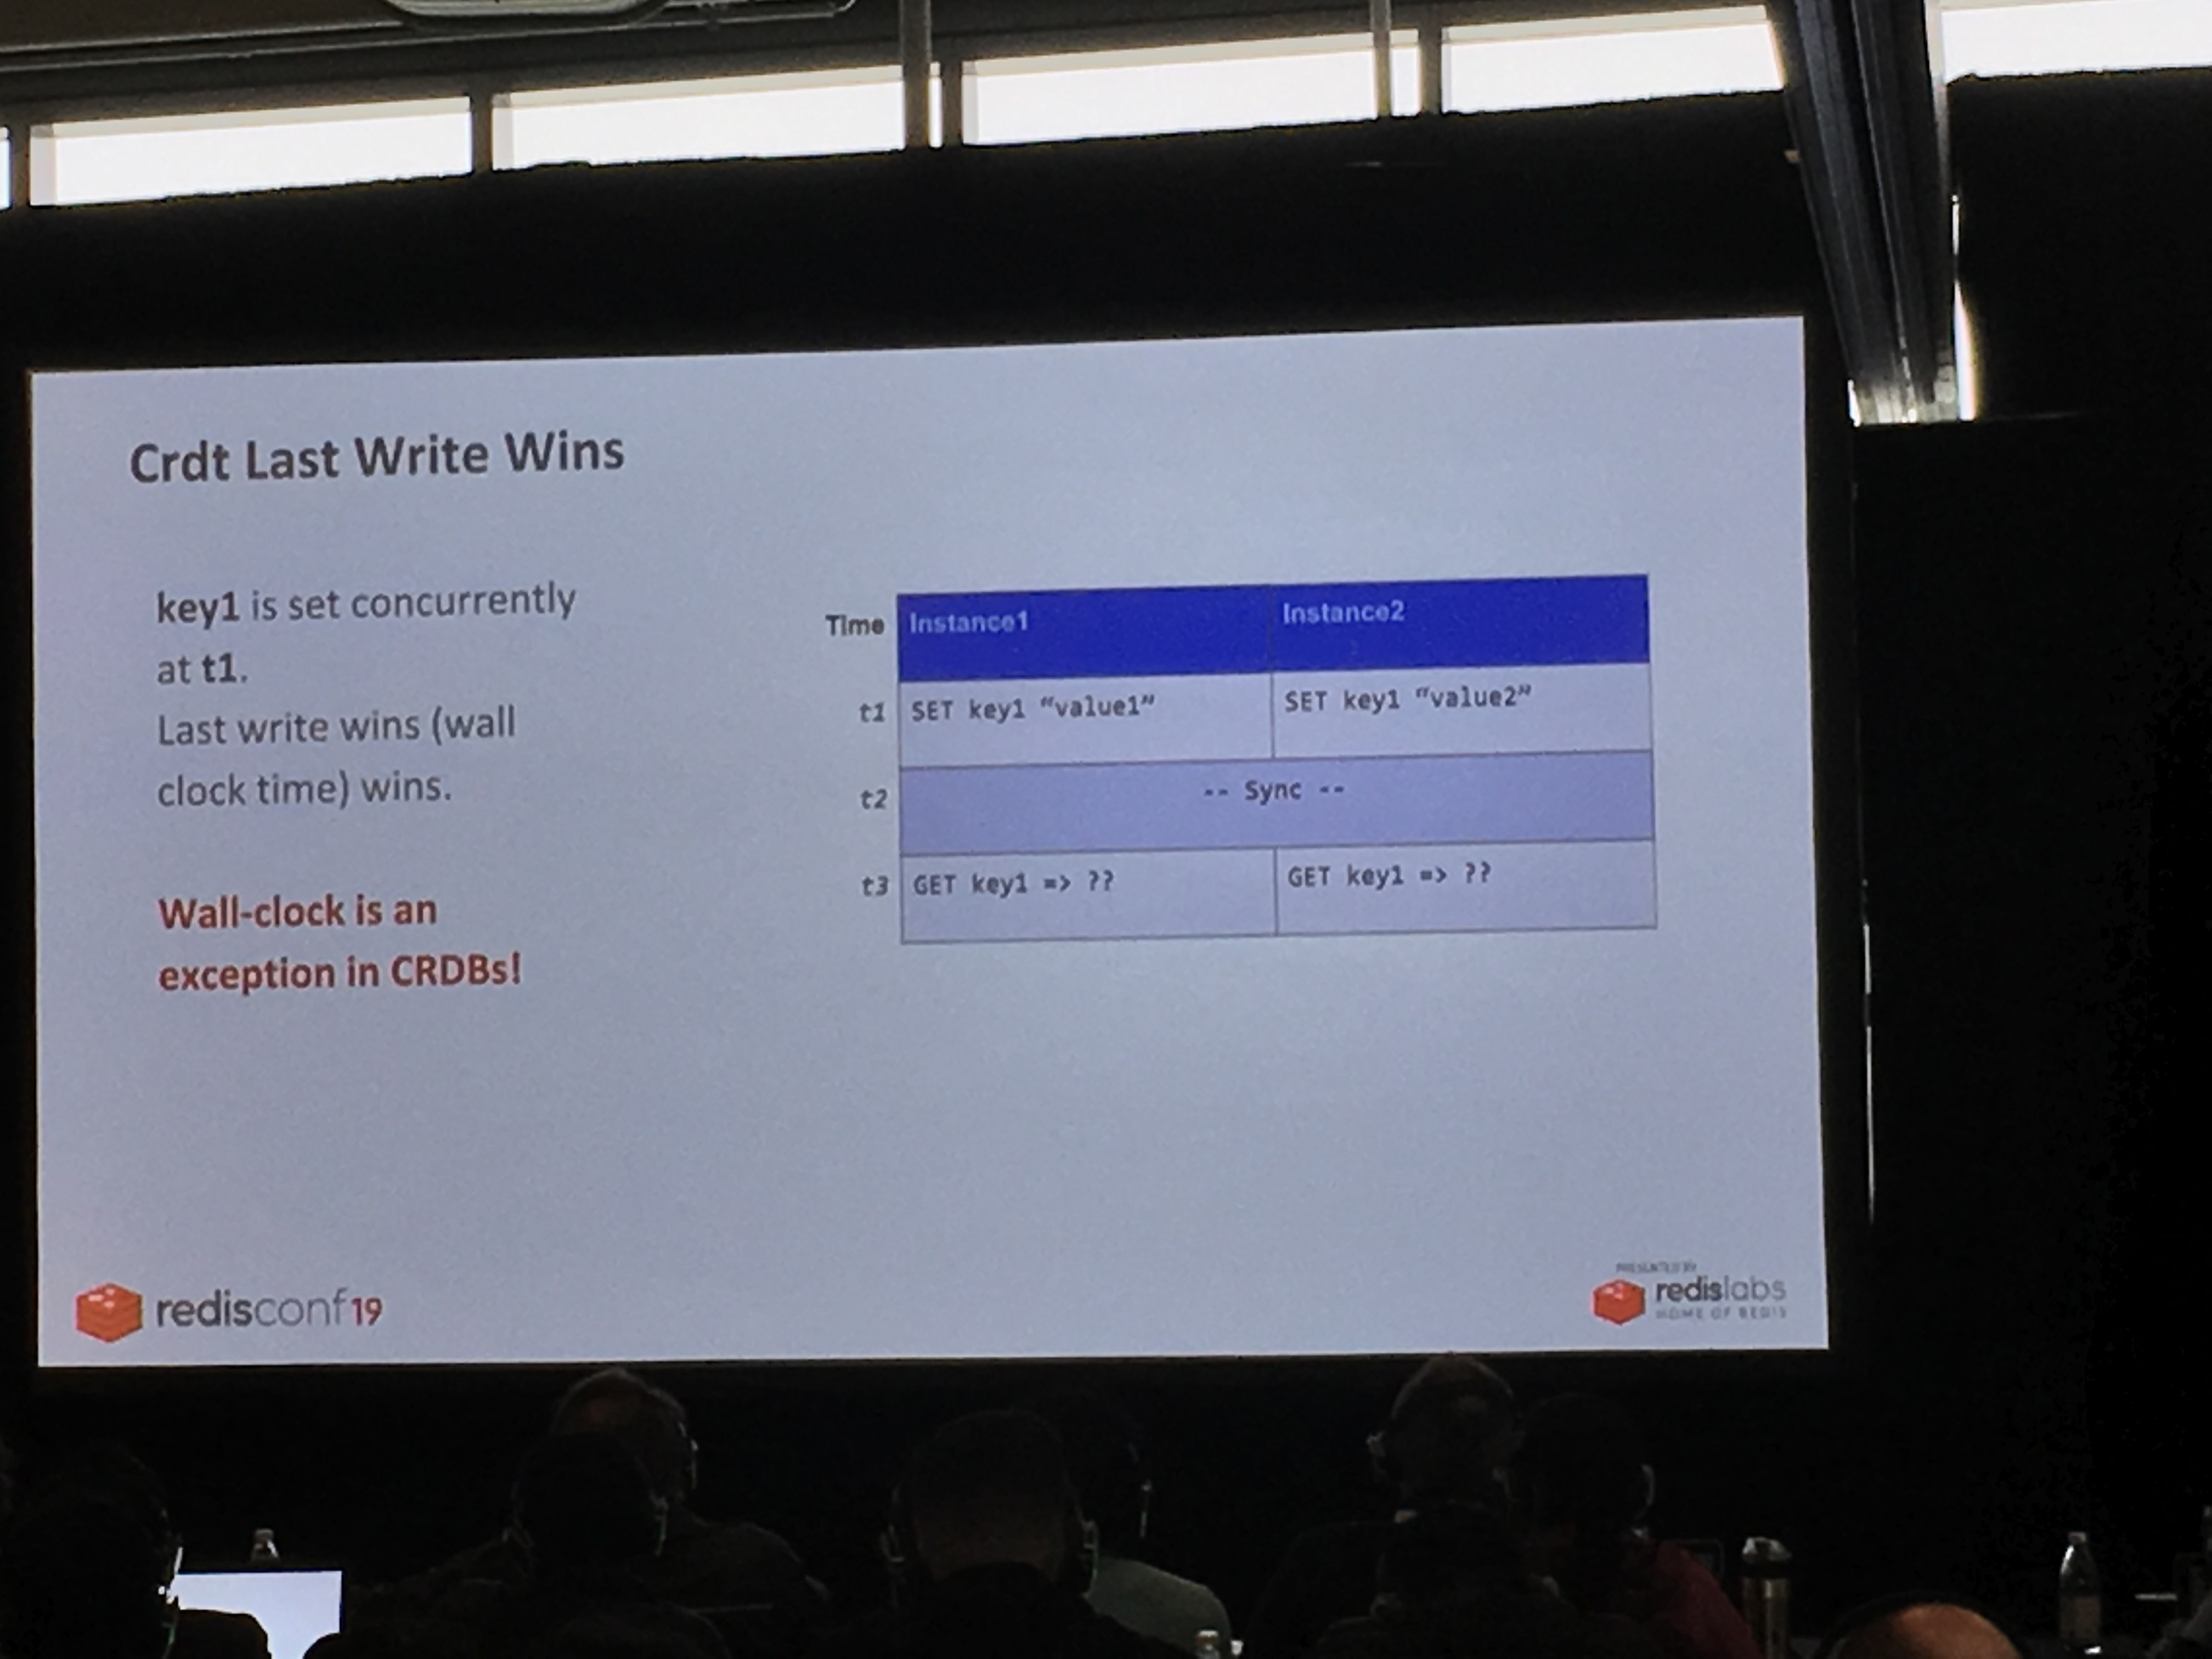 Crdt Last Write Wins
key1 is set concurrently
at t1.
Last write wins (wall
clock time) wins.
Wall-clock is an
exception in CRDBs!
Time Instance1 Instance2
t1 SET key1 “value1” SET key1 “value2”
t2 -- Sync --
t3 GET key1 => ?? GET key1 => ??
redisconf19
PRESENTED BY
redislabs
HOME OF REDIS